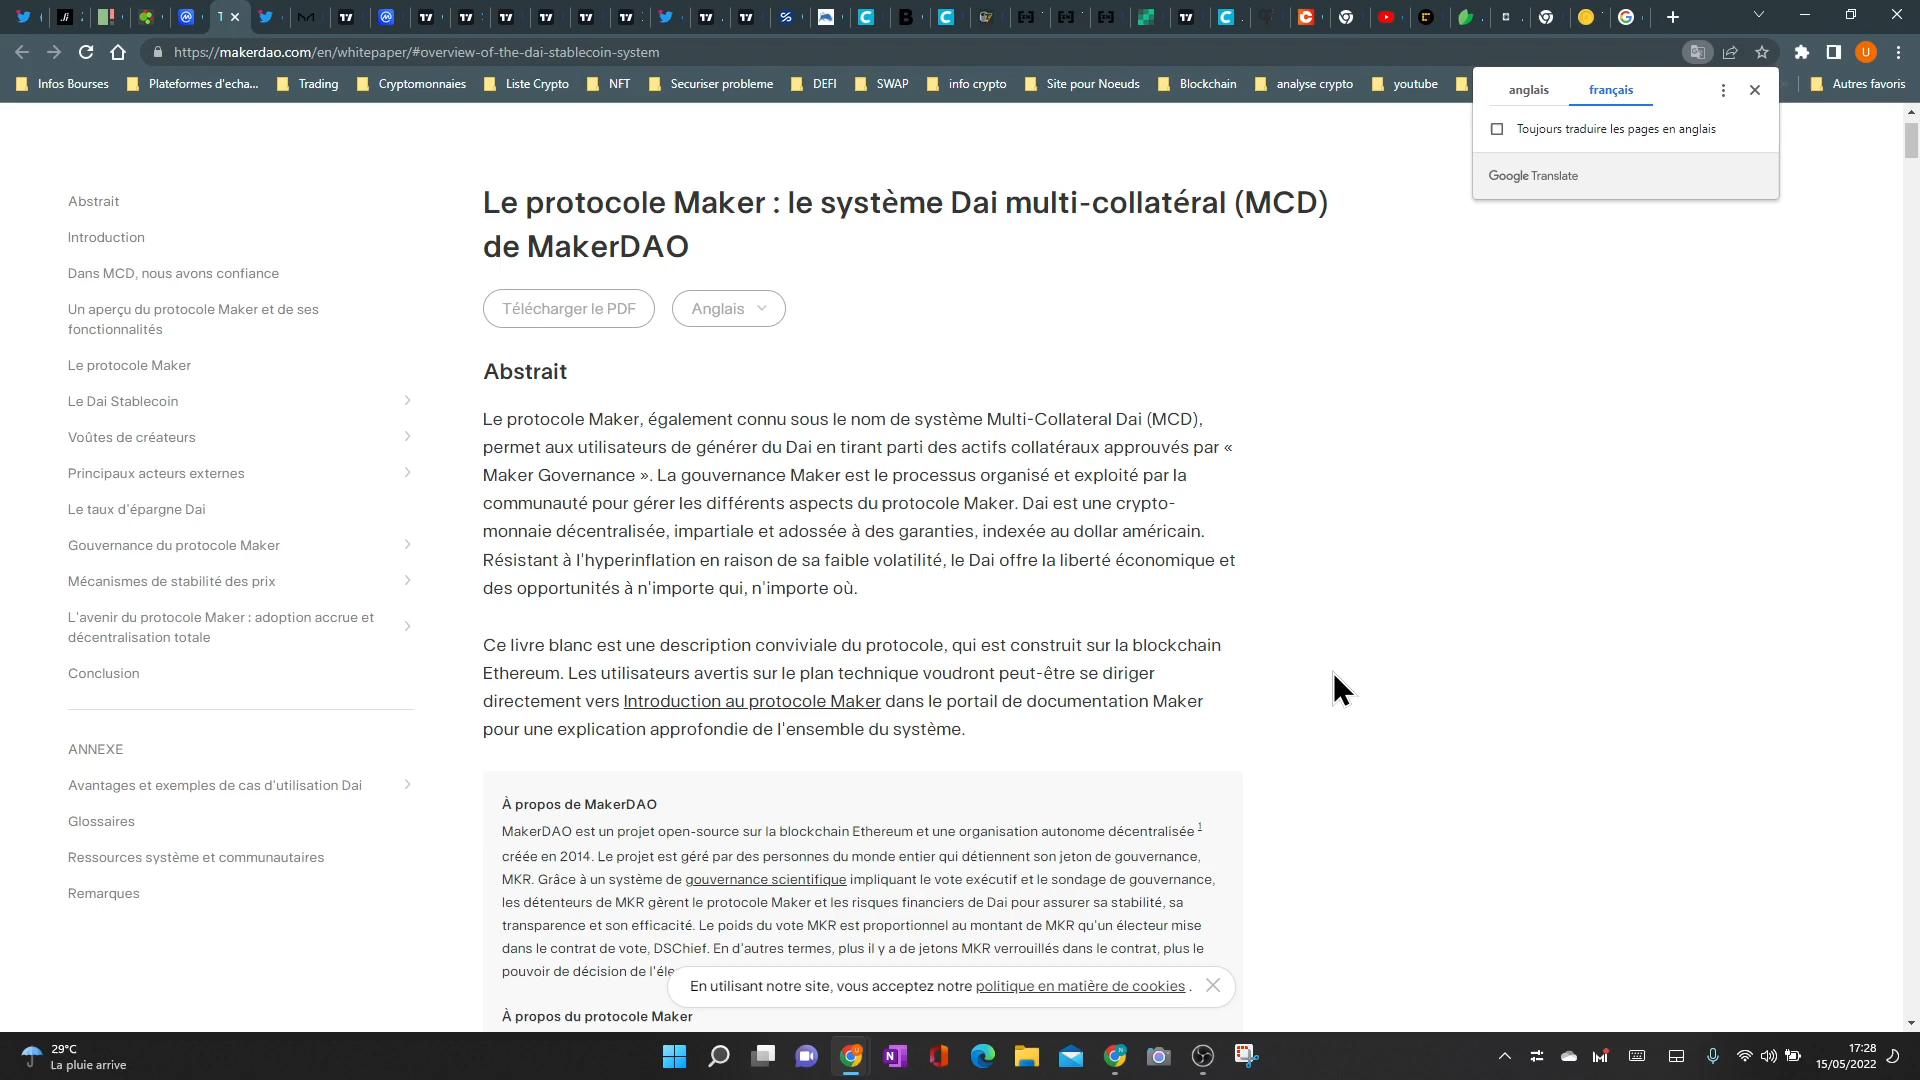 https://makerdao.com/en/whitepaper/#overview-of-the-dai-stablecoin-system
Infos Bourses
Plateformes d'echa...
Trading
Cryptomonnaies
Liste Crypto
NFT
Securiser probleme
DEFI
SWAP
info crypto
Site pour Noeuds
Blockchain
analyse crypto
youtube
Autres favoris
anglais
français
Toujours traduire les pages en anglais
Google Translate
Abstrait
Introduction
Dans MCD, nous avons confiance
Un aperçu du protocole Maker et de ses
fonctionnalités
Le protocole Maker
Le Dai Stablecoin
Voûtes de créateurs
Principaux acteurs externes
Le taux d'épargne Dai
Gouvernance du protocole Maker
Mécanismes de stabilité des prix
L'avenir du protocole Maker : adoption accrue et
décentralisation totale
Conclusion
ANNEXE
Avantages et exemples de cas d'utilisation Dai
Glossaires
Ressources système et communautaires
Remarques
Le protocole Maker : le système Dai multi-collatéral (MCD)
de MakerDAO
Télécharger le PDF
Anglais
Abstrait
Le protocole Maker, également connu sous le nom de système Multi-Collateral Dai (MCD),
permet aux utilisateurs de générer du Dai en tirant parti des actifs collatéraux approuvés par «
Maker Governance ». La gouvernance Maker est le processus organisé et exploité par la
communauté pour gérer les différents aspects du protocole Maker. Dai est une crypto-
monnaie décentralisée, impartiale et adossée à des garanties, indexée au dollar américain.
Résistant à l'hyperinflation en raison de sa faible volatilité, le Dai offre la liberté économique et
des opportunités à n'importe qui, n'importe où.
Ce livre blanc est une description conviviale du protocole, qui est construit sur la blockchain
Ethereum. Les utilisateurs avertis sur le plan technique voudront peut-être se diriger
directement vers Introduction au protocole Maker dans le portail de documentation Maker
pour une explication approfondie de l'ensemble du système.
À propos de MakerDAO
MakerDAO est un projet open-source sur la blockchain Ethereum et une organisation autonome décentralisée 1
créée en 2014. Le projet est géré par des personnes du monde entier qui détiennent son jeton de gouvernance,
MKR. Grâce à un système de gouvernance scientifique impliquant le vote exécutif et le sondage de gouvernance,
les détenteurs de MKR gèrent le protocole Maker et les risques financiers de Dai pour assurer sa stabilité, sa
transparence et son efficacité. Le poids du vote MKR est proportionnel au montant de MKR qu'un électeur mise
dans le contrat de vote, DSChief. En d'autres termes, plus il y a de jetons MKR verrouillés dans le contrat, plus le
pouvoir de décision de l'éle
En utilisant notre site, vous acceptez notre politique en matière de cookies .
À propos du protocole Maker
29°C
La pluie arrive
17:28
15/05/2022